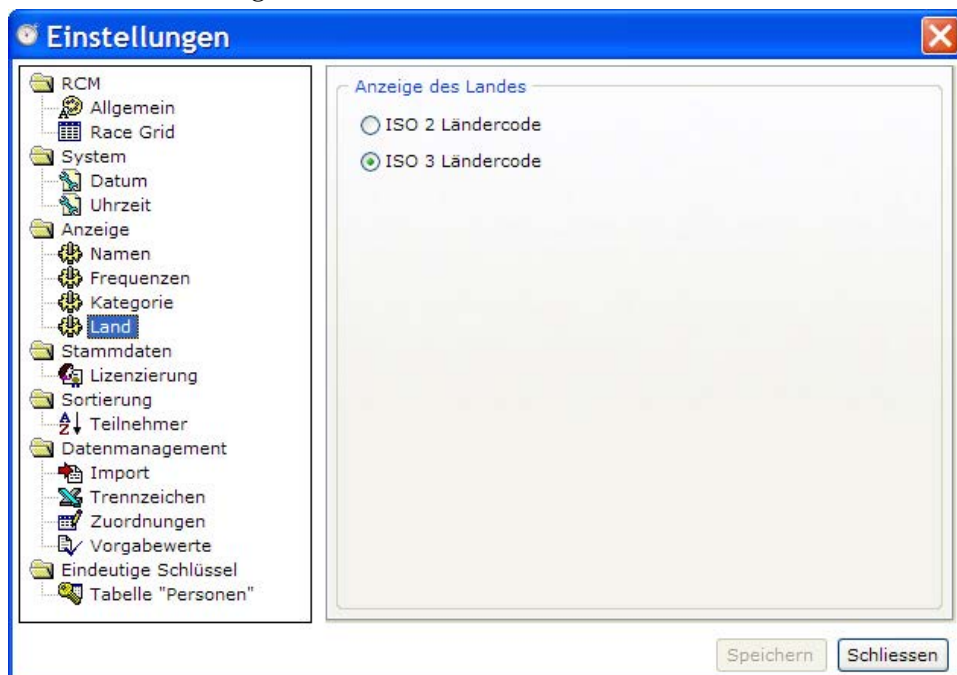 Einstellungen
RCM
Allgemein
Race Grid
System
Datum
Uhrzeit
Anzeige
Namen
Frequenzen
Kategorie
Land
Stammdaten
Lizenzierung
Sortierung
Teilnehmer
Datenmanagement
Import
Trennzeichen
Zuordnungen
Vorgabewerte
Eindeutige Schlüssel
Tabelle "Personen"
Anzeige des Landes
ISO 2 Ländercode
ISO 3 Ländercode
Speichern
Schliessen